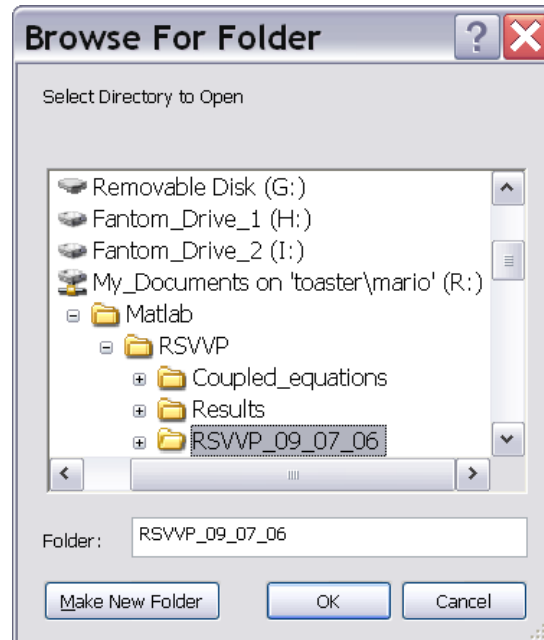 Browse For Folder
Select Directory to Open
Removable Disk (G:)
Fantom_Drive_1 (H:)
Fantom_Drive_2 (I:)
My_Documents on 'toaster\mario' (R:)
Matlab
RSVVP
Coupled_equations
Results
RSVVP_09_07_06
Folder: RSVVP_09_07_06
Make New Folder OK Cancel